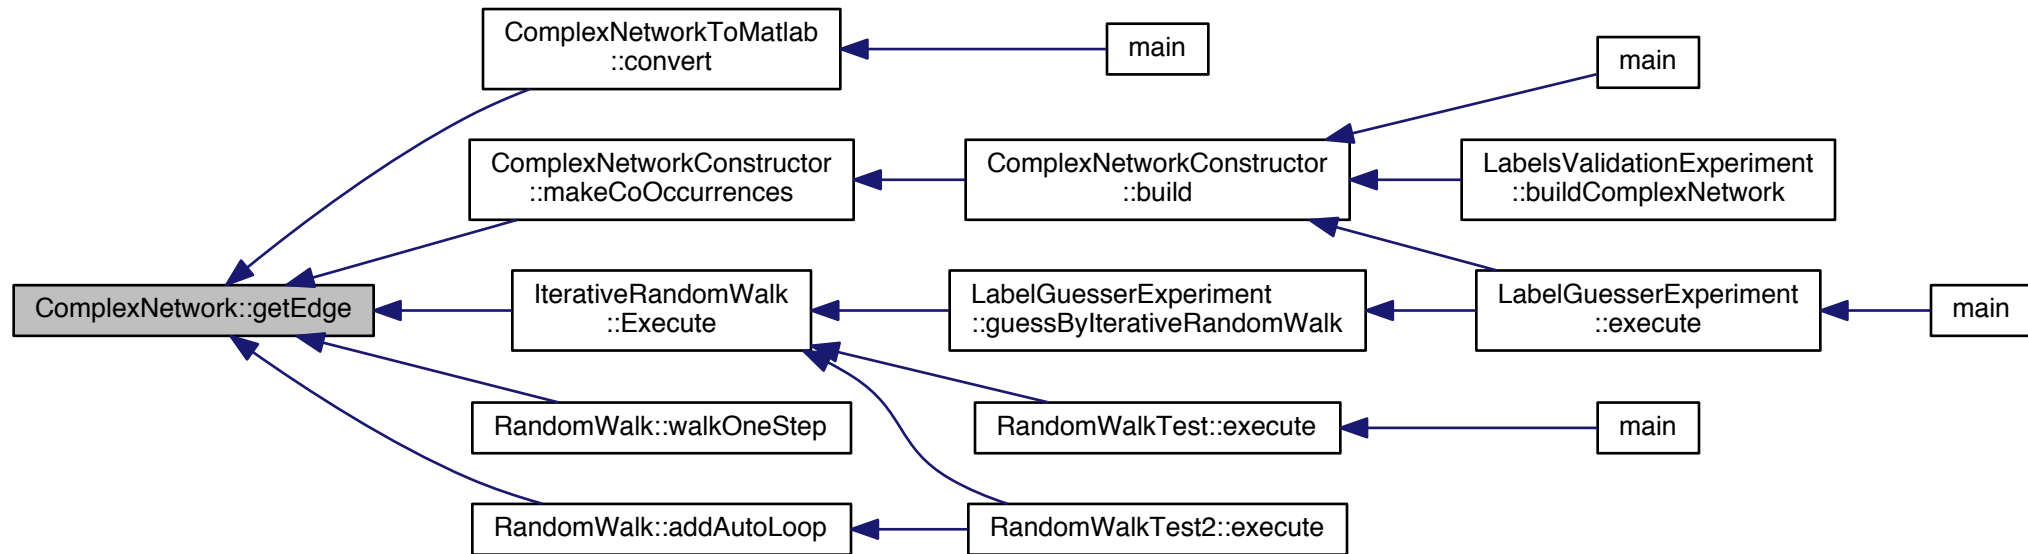 ComplexNetworkToMatlab
::convert
main
main
ComplexNetworkConstructor
::makeCoOccurrences
ComplexNetworkConstructor
::build
LabelsValidationExperiment
::buildComplexNetwork
ComplexNetwork::getEdge
IterativeRandomWalk
::Execute
LabelGuesserExperiment
::guessByIterativeRandomWalk
LabelGuesserExperiment
::execute
main
RandomWalk::walkOneStep
RandomWalkTest::execute
main
RandomWalk::addAutoLoop
RandomWalkTest2::execute